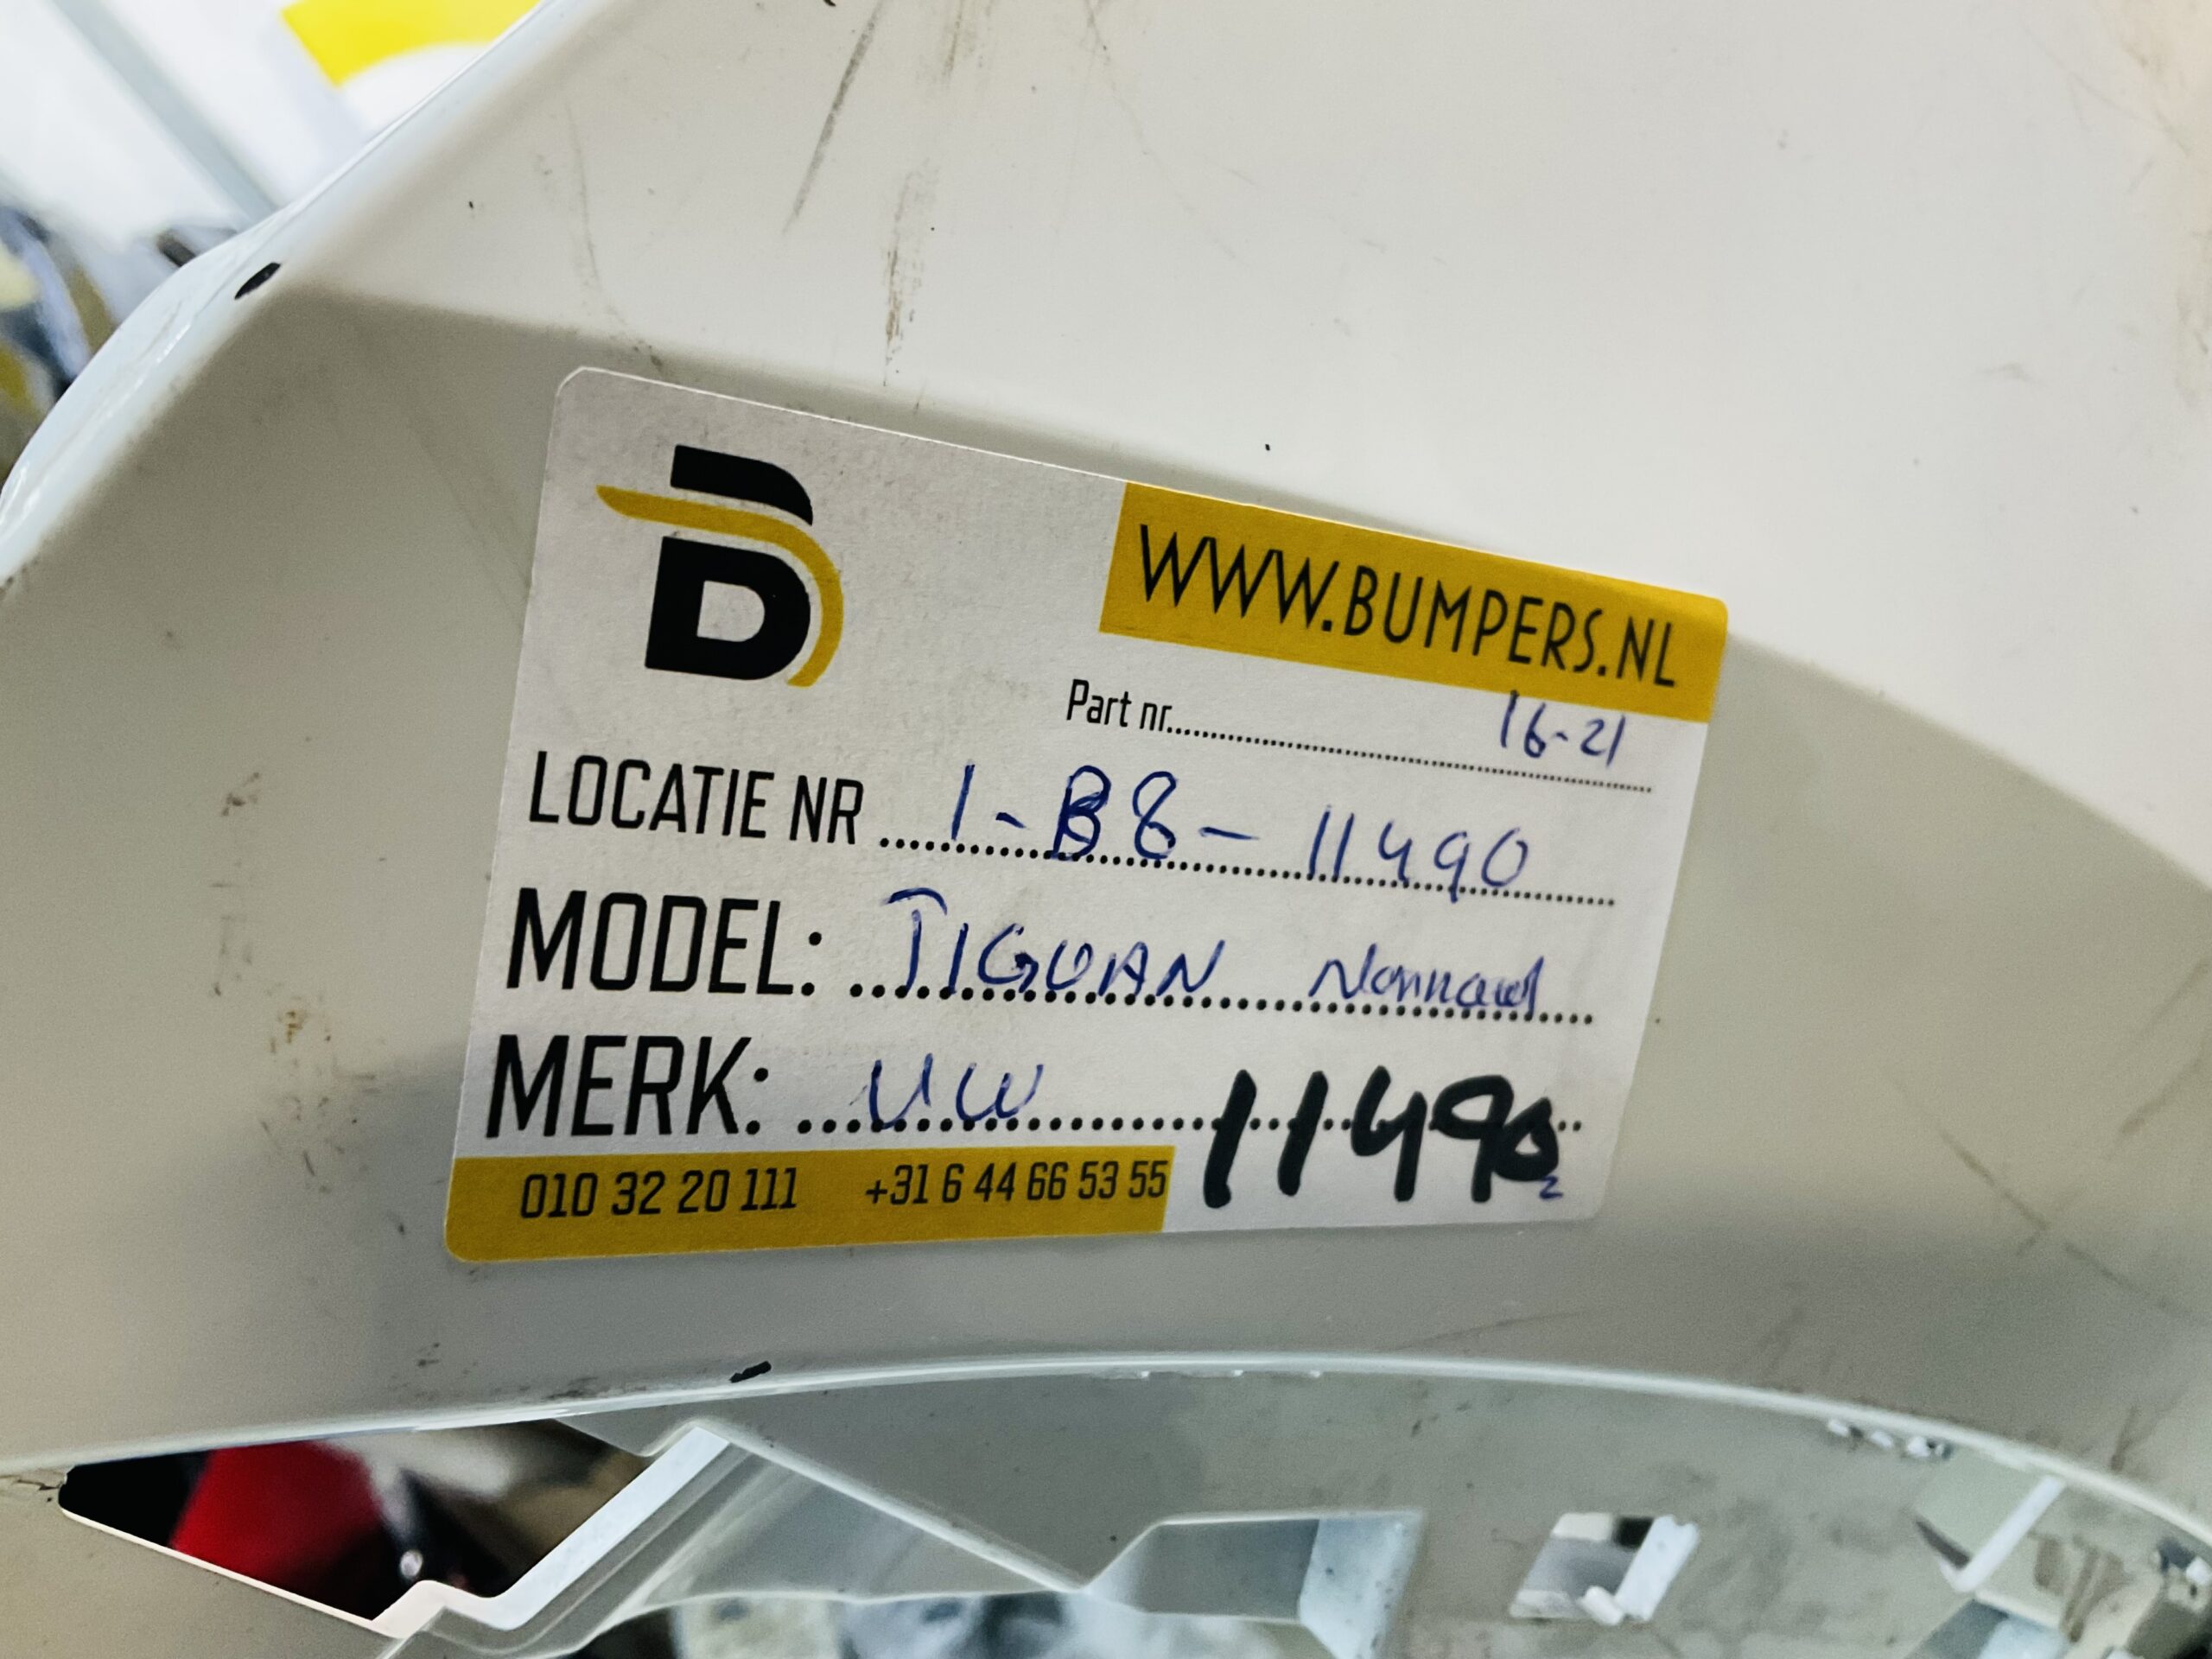 WWW.BUMPERS.NL
Part nr. 16-21
LOCATIE NR 1-B8-11490
MODEL: TIGUAN
MERK: VW 11490
2
010 32 20 111 +31 6 44 66 53 55